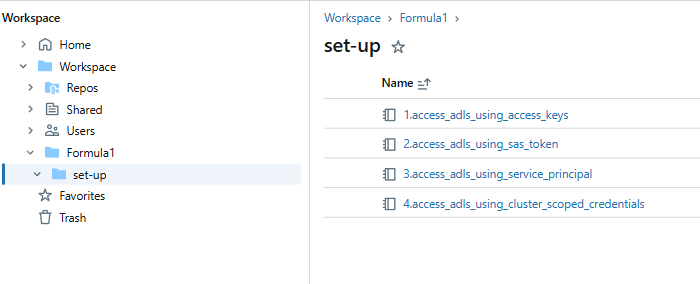 Workspace
Home
Workspace
Repos
Shared
Users
Formula1
set-up
Favorites
Trash
Workspace > Formula1 >
set-up
Name
1.access_adls_using_access_keys
2.access_adls_using_sas_token
3.access_adls_using_service_principal
4.access_adls_using_cluster_scoped_credentials